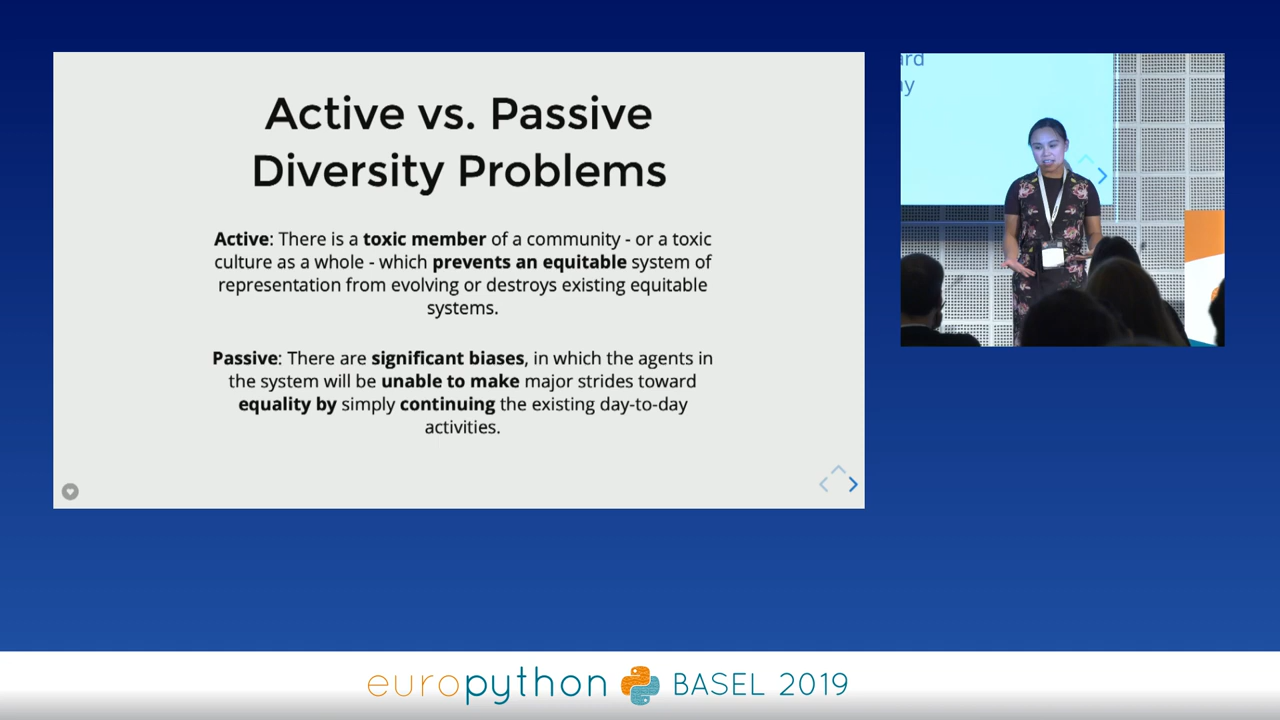 Active vs. Passive
Diversity Problems
Active: There is a toxic member of a community - or a toxic
culture as a whole - which prevents an equitable system of
representation from evolving or destroys existing equitable
systems.
Passive: There are significant biases, in which the agents in
the system will be unable to make major strides toward
equality by simply continuing the existing day-to-day
activities.
europython BASEL 2019